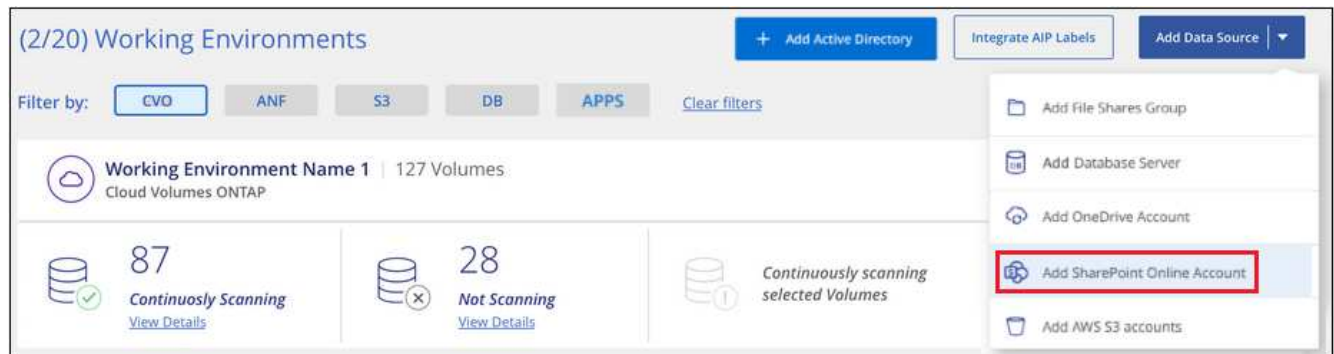 (2/20) Working Environments
+ Add Active Directory
Integrate AIP Labels
Add Data Source
Filter by:
CVO
ANF
S3
DB
APPS
Clear filters
Add File Shares Group
Working Environment Name 1 | 127 Volumes
Cloud Volumes ONTAP
DB
Add Database Server
Add OneDrive Account
87
Continuosly Scanning
View Details
28
Not Scanning
View Details
Continuously scanning
selected Volumes
Add SharePoint Online Account
Add AWS S3 accounts